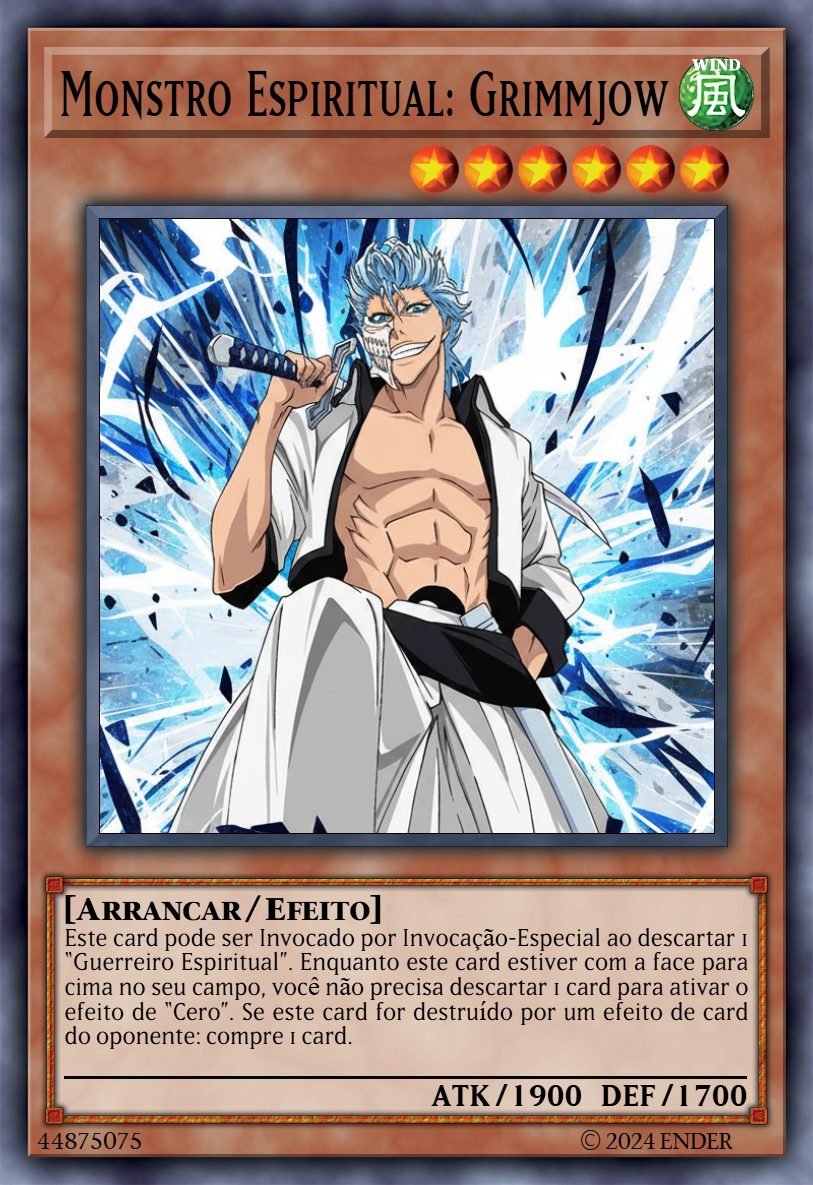 Monstro Espiritual: Grimmjow
WIND
風
[Arrancar/Efeito]
Este card pode ser Invocado por Invocação-Especial ao descartar 1
"Guerreiro Espiritual". Enquanto este card estiver com a face para
cima no seu campo, você não precisa descartar 1 card para ativar o
efeito de "Cero". Se este card for destruído por um efeito de card
do oponente: compre 1 card.
ATK/1900 DEF/1700
44875075 © 2024 ENDER